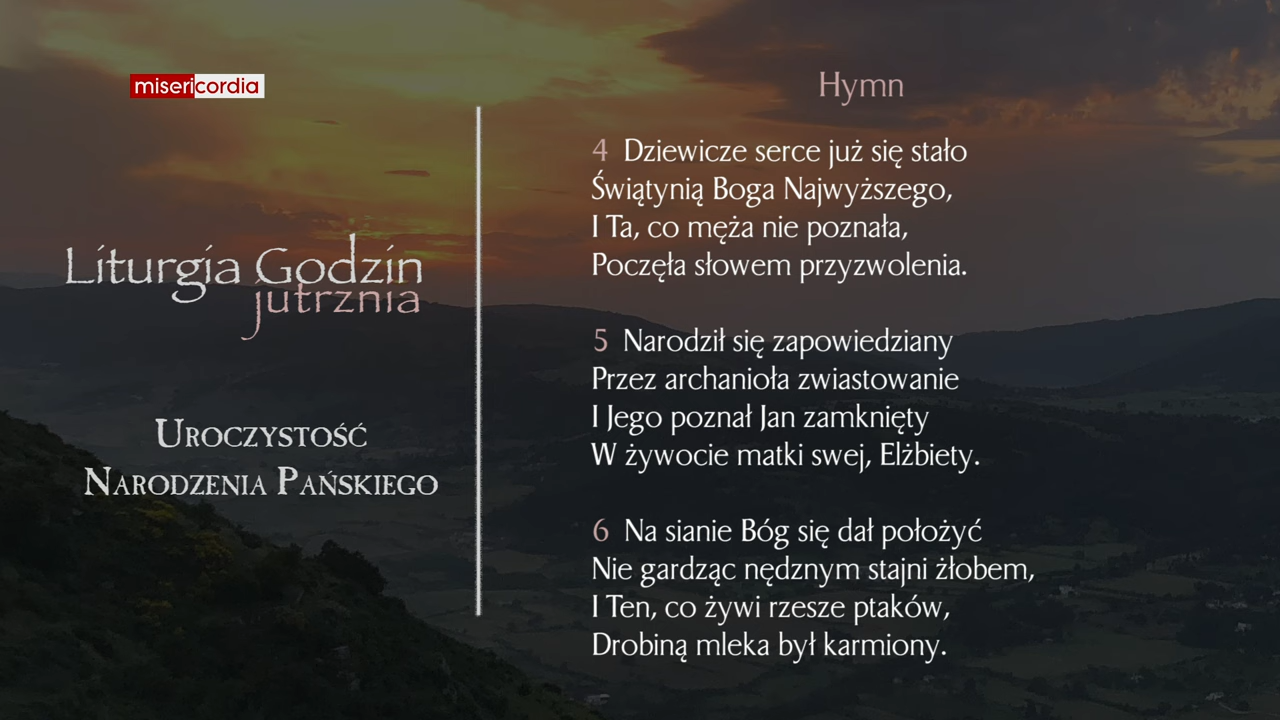 misericordia
Liturgia Godzin
jutrznia
Uroczystość
Narodzenia Pańskiego
Hymn
4 Dziewicze serce już się stało
Świątynią Boga Najwyższego,
I Ta, co męża nie poznała,
Poczęła słowem przyzwolenia.
5 Narodził się zapowiedziany
Przez archanioła zwiastowanie
I Jego poznał Jan zamknięty
W żywocie matki swej, Elżbiety.
6 Na sianie Bóg się dał położyć
Nie gardząc nędznym stajni żłobem,
I Ten, co żywi rzesze ptaków,
Drobiną mleka był karmiony.